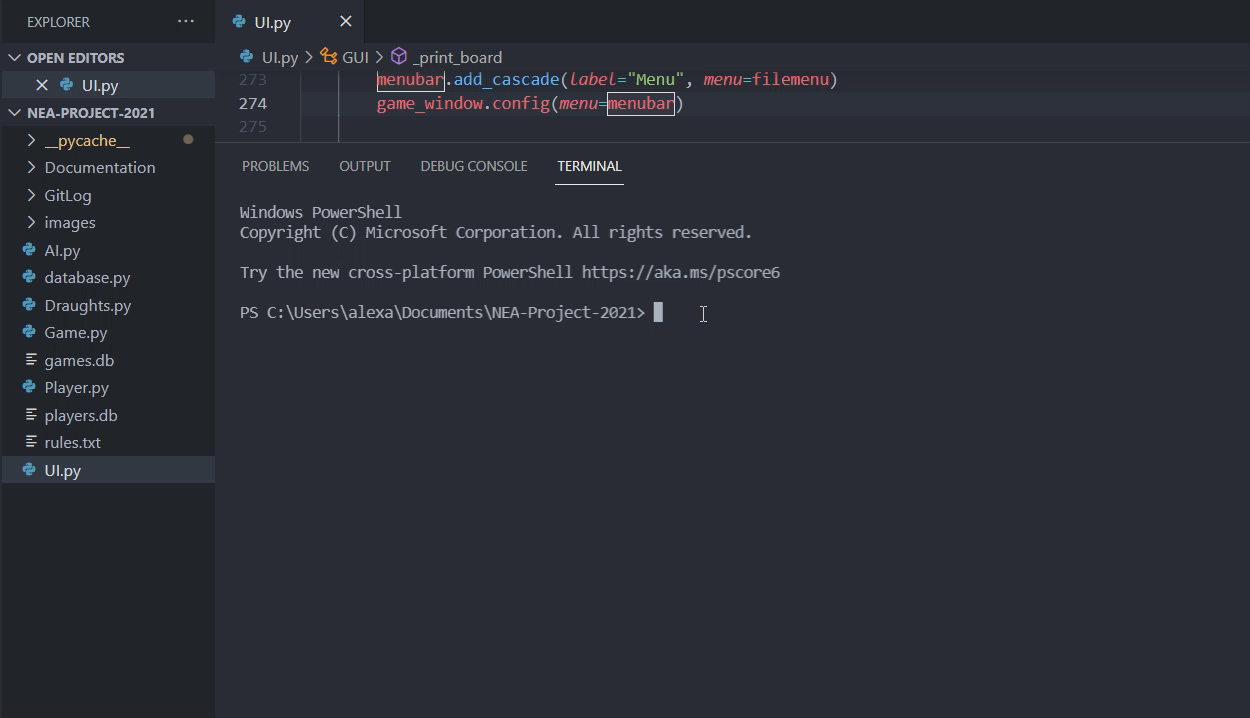 EXPLORER
···
UI.py
OPEN EDITORS
UI.py
NEA-PROJECT-2021
__pycache__
Documentation
GitLog
images
AI.py
database.py
Draughts.py
Game.py
games.db
Player.py
players.db
rules.txt
UI.py
UI.py > GUI > _print_board
273 menubar.add_cascade(label="Menu", menu=filemenu)
274 game_window.config(menu=menubar)
275
PROBLEMS OUTPUT DEBUG CONSOLE TERMINAL
Windows PowerShell
Copyright (C) Microsoft Corporation. All rights reserved.
Try the new cross-platform PowerShell https://aka.ms/pscore6
PS C:\Users\alexa\Documents\NEA-Project-2021>